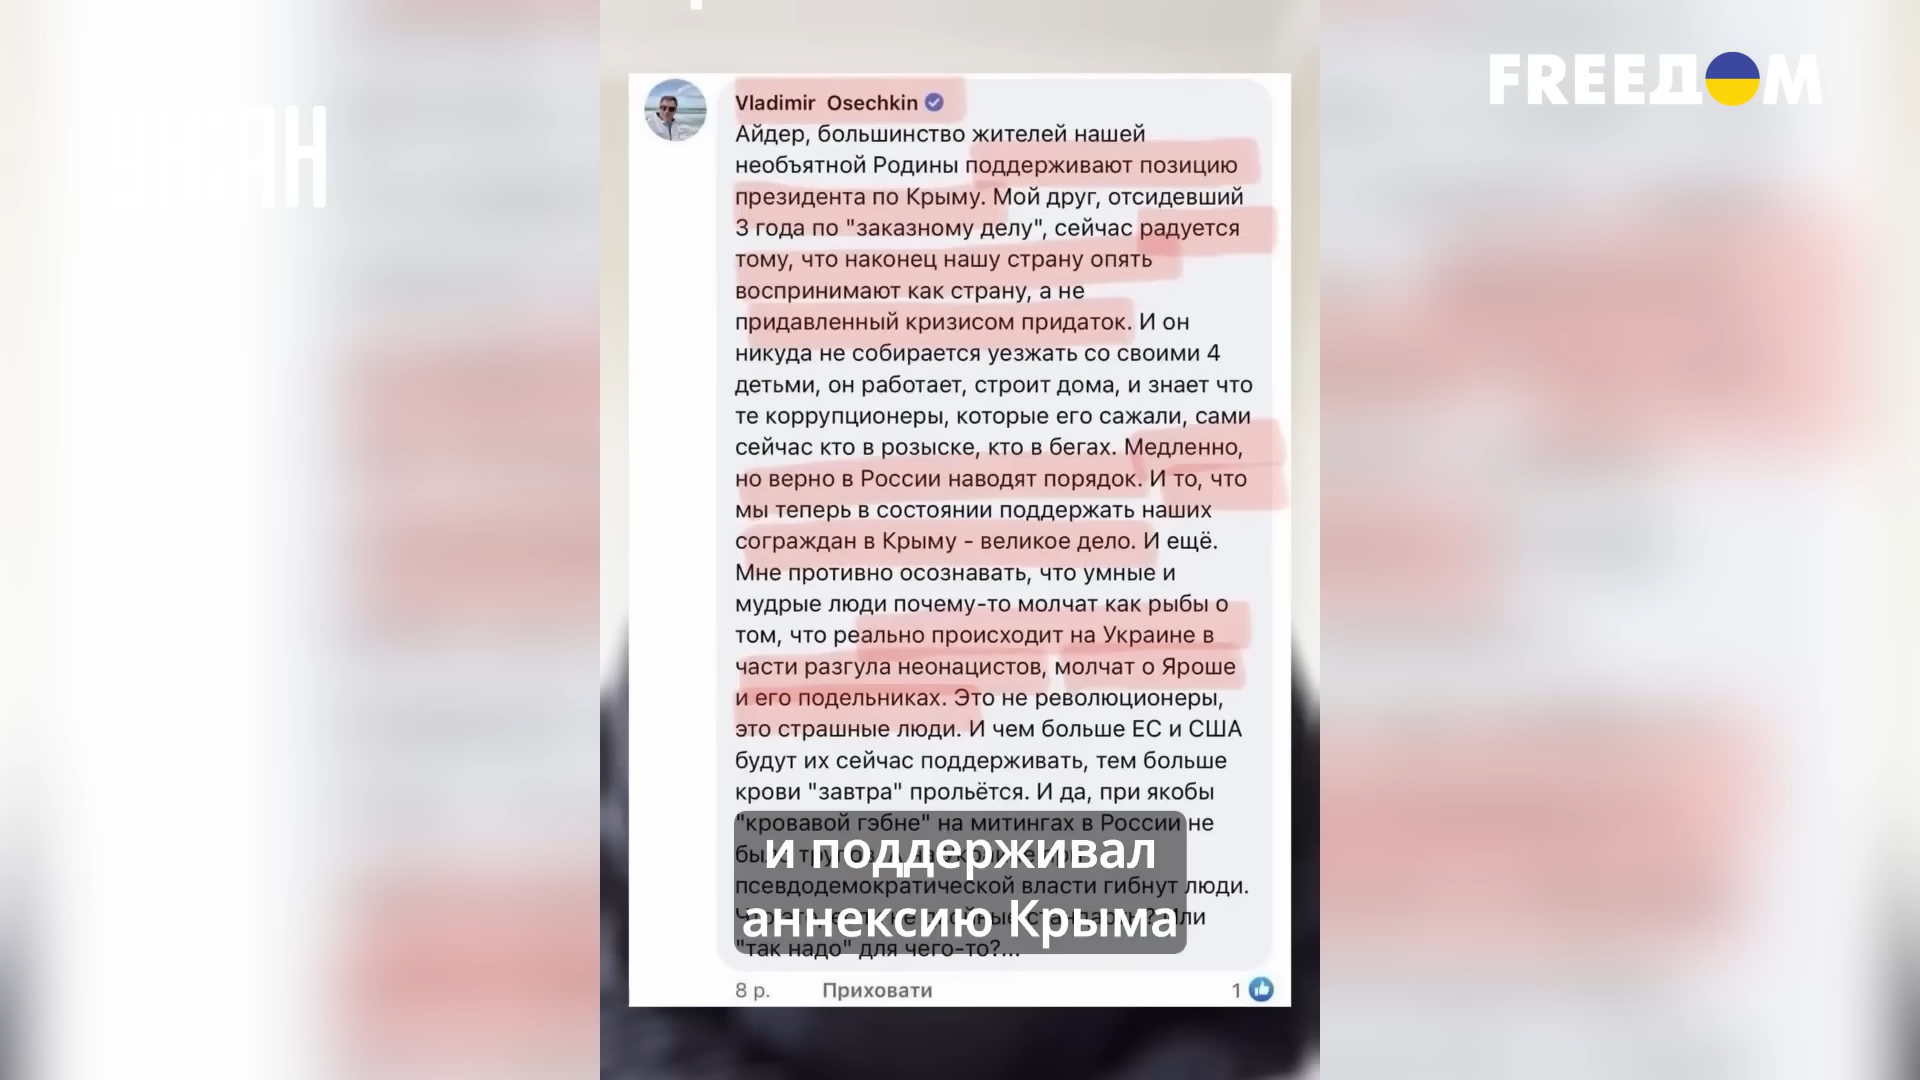 FREEДOM
УНІАН
Vladimir Osechkin
Айдер, большинство жителей нашей
необъятной Родины поддерживают позицию
президента по Крыму. Мой друг, отсидевший
3 года по "заказному делу", сейчас радуется
тому, что наконец нашу страну опять
воспринимают как страну, а не
придавленный кризисом придаток. И он
никуда не собирается уезжать со своими 4
детьми, он работает, строит дома, и знает что
те коррупционеры, которые его сажали, сами
сейчас кто в розыске, кто в бегах. Медленно,
но верно в России наводят порядок. И то, что
мы теперь в состоянии поддержать наших
сограждан в Крыму - великое дело. И ещё.
Мне противно осознавать, что умные и
мудрые люди почему-то молчат как рыбы о
том, что реально происходит на Украине в
части разгула неонацистов, молчат о Яроше
и его подельниках. Это не революционеры,
это страшные люди. И чем больше ЕС и США
будут их сейчас поддерживать, тем больше
крови "завтра" прольётся. И да, при якобы
"кровавой гэбне" на митингах в России не
псевдодемократической власти гибнут люди.
"так надо" для чего-то?...
и поддерживал
аннексию Крыма
8 р. Приховати 1